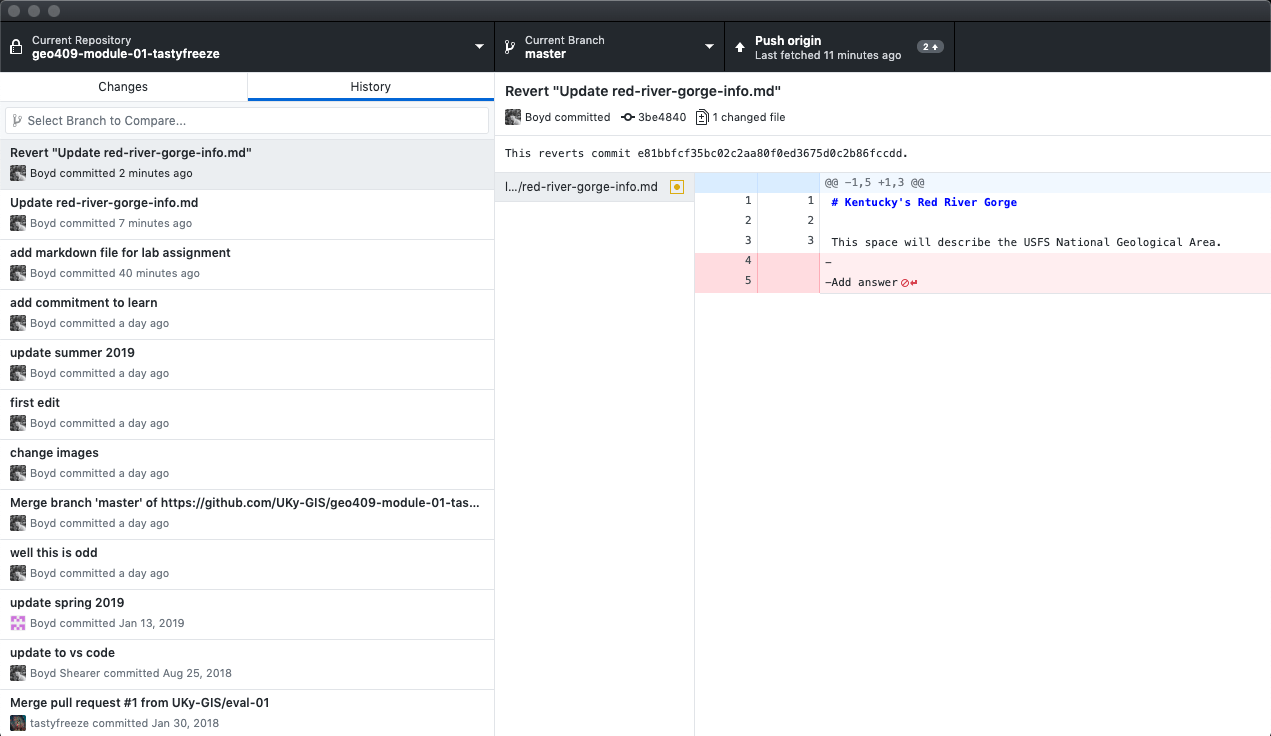 Current Repository
geo409-module-01-tastyfreeze
Current Branch
master
Push origin
Last fetched 11 minutes ago
2
Changes
History
Select Branch to Compare...
Revert "Update red-river-gorge-info.md"
Boyd committed 2 minutes ago
Update red-river-gorge-info.md
Boyd committed 7 minutes ago
add markdown file for lab assignment
Boyd committed 40 minutes ago
add commitment to learn
Boyd committed a day ago
update summer 2019
Boyd committed a day ago
first edit
Boyd committed a day ago
change images
Boyd committed a day ago
Merge branch 'master' of https://github.com/UKy-GIS/geo409-module-01-tas...
Boyd committed a day ago
well this is odd
Boyd committed a day ago
update spring 2019
Boyd committed Jan 13, 2019
update to vs code
Boyd Shearer committed Aug 25, 2018
Merge pull request #1 from UKy-GIS/eval-01
tastyfreeze committed Jan 30, 2018
Revert "Update red-river-gorge-info.md"
Boyd committed 3be4840 1 changed file
This reverts commit e81bbfcf35bc02c2aa80f0ed3675d0c2b86fccdd.
l.../red-river-gorge-info.md
@@ -1,5 +1,3 @@
1 1 # Kentucky's Red River Gorge
2 2
3 3 This space will describe the USFS National Geological Area.
4 -
5 -Add answer